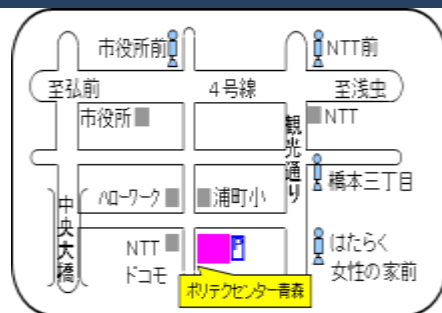 市役所前
NTT前
至弘前
4号線
至浅虫
市役所
NTT
観光通り
橋本三丁目
ハローワーク
浦町小
中央大橋
NTT
ドコモ
はたらく
女性の家前
ポリテクセンター青森